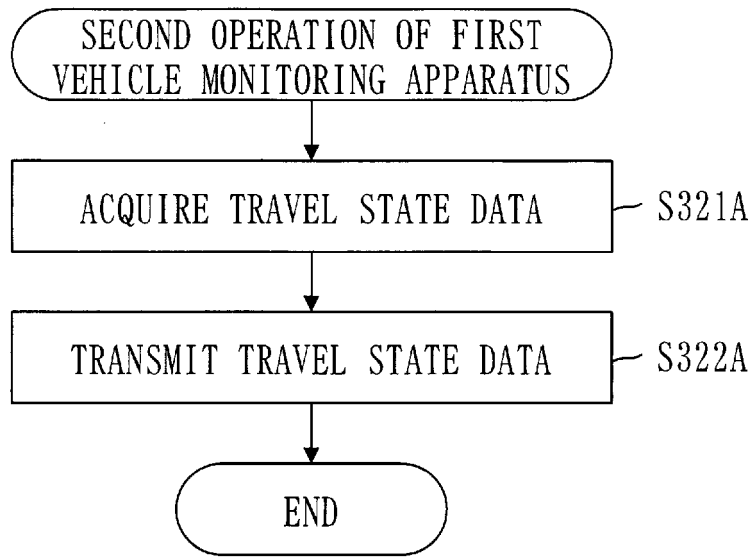 SECOND OPERATION OF FIRST
VEHICLE MONITORING APPARATUS
ACQUIRE TRAVEL STATE DATA
S321A
TRANSMIT TRAVEL STATE DATA
S322A
END